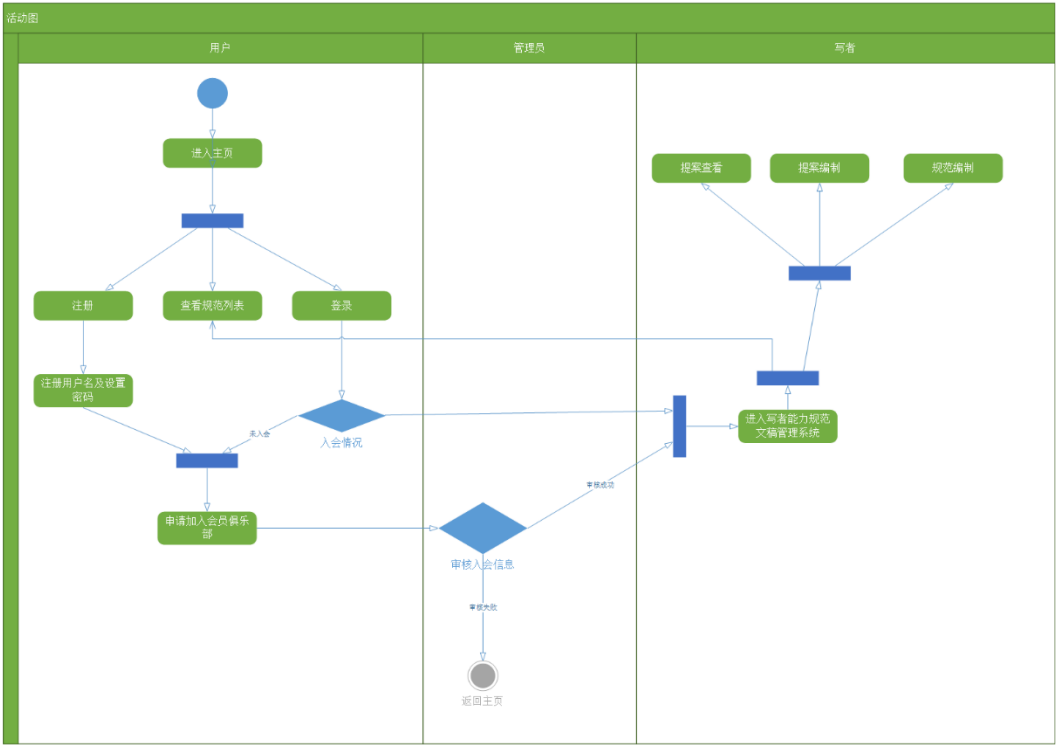 活动图
用户
管理员
写者
进入主页
提案查看
提案编制
规范编制
注册
查看规范列表
登录
注册用户名及设置
密码
入会情况
未入会
进入写者能力规范
文稿管理系统
审核成功
申请加入会员俱乐
部
审核入会信息
审核失败
返回主页